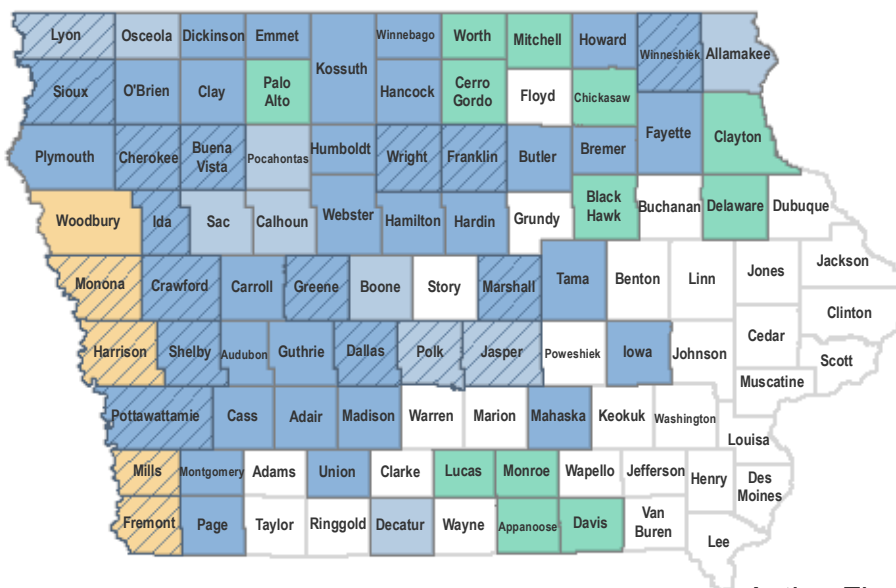 Lyon
Osceola
Dickinson
Emmet
Kossuth
Winnebago
Worth
Mitchell
Howard
Winneshiek
Allamakee
Sioux
O'Brien
Clay
Palo
Alto
Hancock
Cerro
Gordo
Floyd
Chickasaw
Fayette
Clayton
Plymouth
Cherokee
Buena
Vista
Pocahontas
Humboldt
Wright
Franklin
Butler
Bremer
Woodbury
Ida
Sac
Calhoun
Webster
Hamilton
Hardin
Grundy
Black
Hawk
Buchanan
Delaware
Dubuque
Monona
Crawford
Carroll
Greene
Boone
Story
Marshall
Tama
Benton
Linn
Jones
Jackson
Clinton
Harrison
Shelby
Audubon
Guthrie
Dallas
Polk
Jasper
Poweshiek
Iowa
Johnson
Cedar
Scott
Muscatine
Pottawattamie
Cass
Adair
Madison
Warren
Marion
Mahaska
Keokuk
Washington
Louisa
Mills
Montgomery
Adams
Union
Clarke
Lucas
Monroe
Wapello
Jefferson
Henry
Des
Moines
Fremont
Page
Taylor
Ringgold
Decatur
Wayne
Appanoose
Davis
Van
Buren
Lee